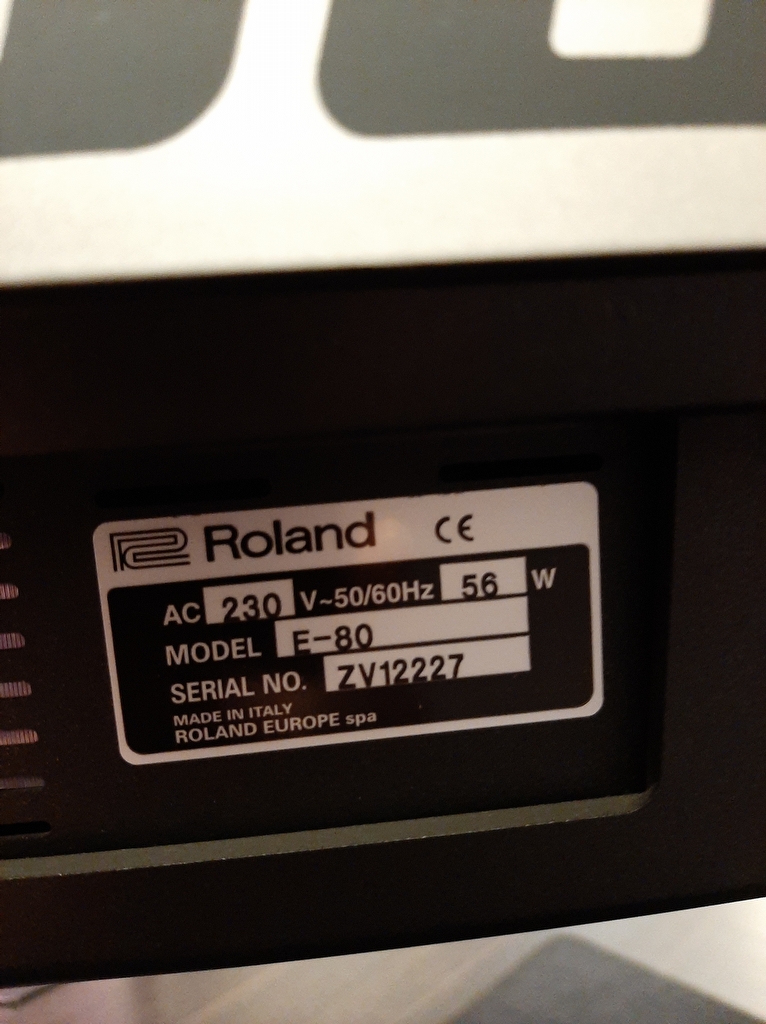 Roland CE
AC 230 V~50/60Hz 56 W
MODEL E-80
SERIAL NO. ZV12227
MADE IN ITALY
ROLAND EUROPE spa